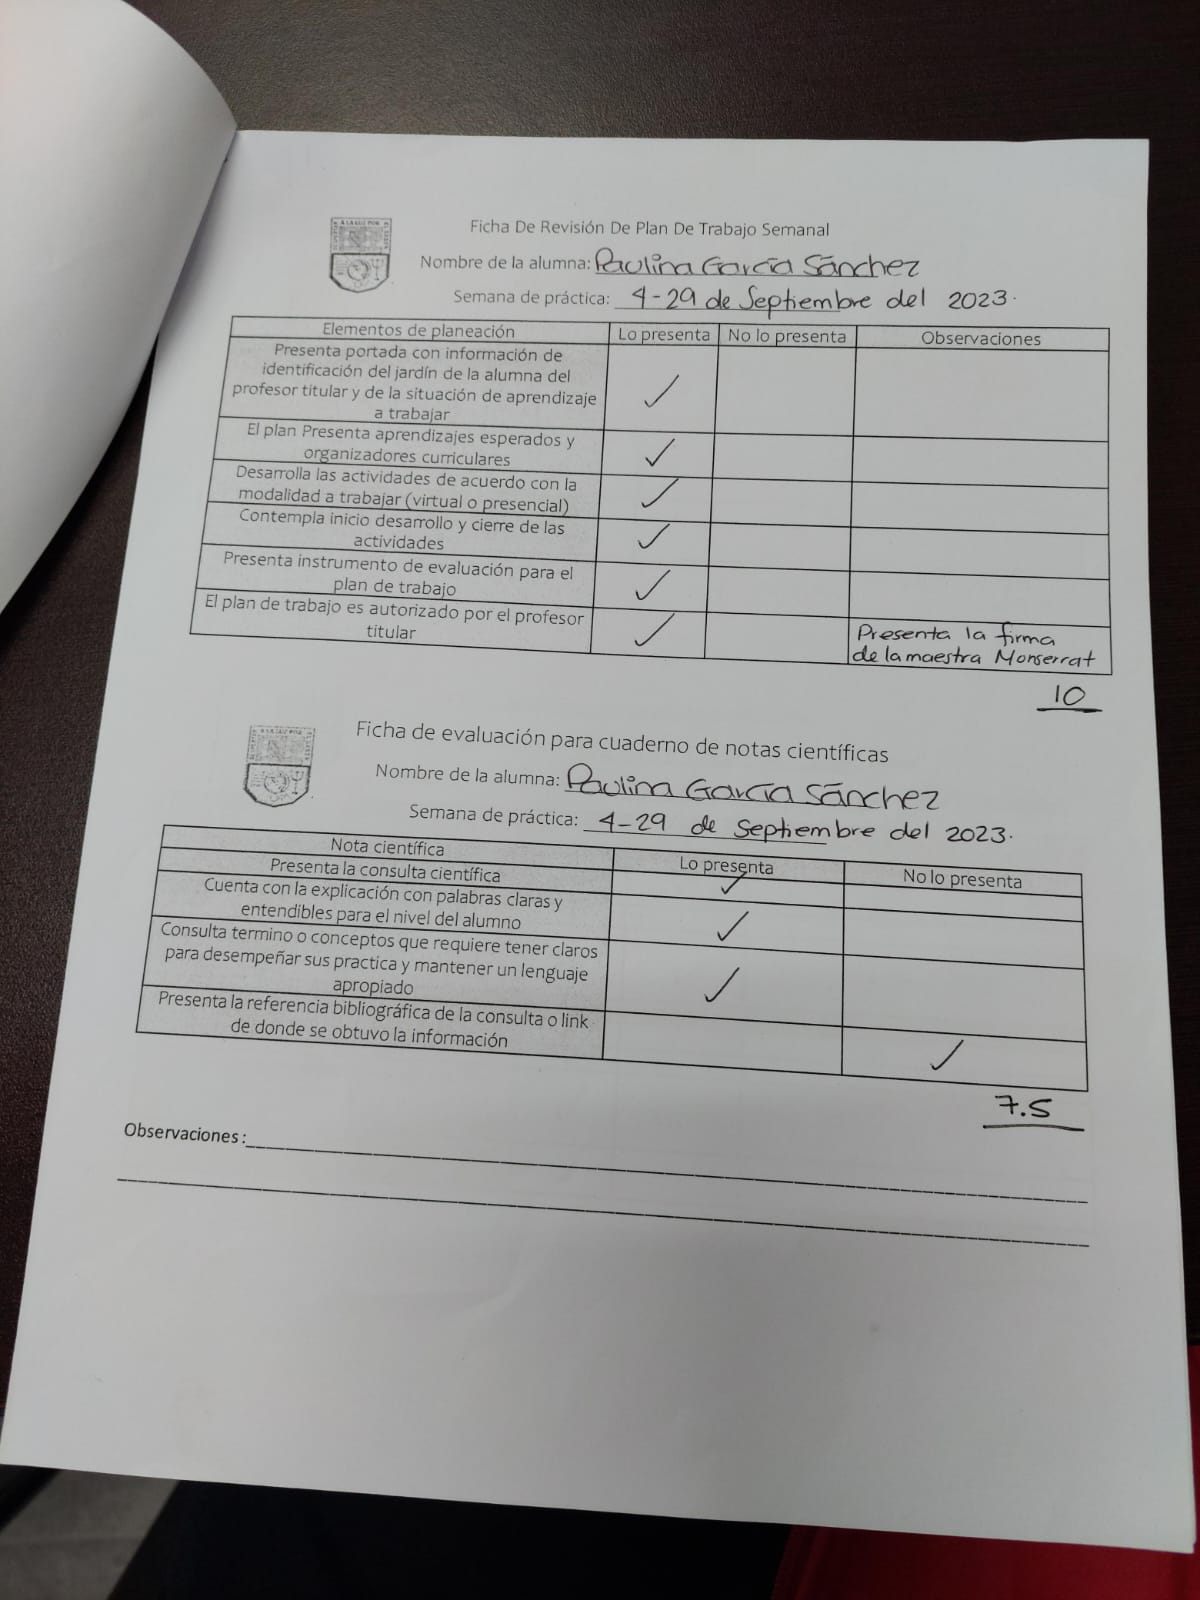 Ficha De Revisión De Plan De Trabajo Semanal
Nombre de la alumna: Paulina García Sánchez
Semana de práctica: 4-29 de Septiembre del 2023.
Elementos de planeación Lo presenta No lo presenta Observaciones
Presenta portada con información de
identificación del jardín de la alumna del
profesor titular y de la situación de aprendizaje
a trabajar ✓
El plan Presenta aprendizajes esperados y
organizadores curriculares ✓
Desarrolla las actividades de acuerdo con la
modalidad a trabajar (virtual o presencial) ✓
Contempla inicio desarrollo y cierre de las
actividades ✓
Presenta instrumento de evaluación para el
plan de trabajo ✓
El plan de trabajo es autorizado por el profesor
titular ✓
Presenta la firma
de la maestra Monserrat
10
Ficha de evaluación para cuaderno de notas científicas
Nombre de la alumna: Paulina García Sánchez
Semana de práctica: 4-29 de Septiembre del 2023.
Nota científica Lo presenta No lo presenta
Presenta la consulta científica ✓
Cuenta con la explicación con palabras claras y
entendibles para el nivel del alumno ✓
Consulta termino o conceptos que requiere tener claros
para desempeñar sus practica y mantener un lenguaje
apropiado ✓
Presenta la referencia bibliográfica de la consulta o link
de donde se obtuvo la información ✓
7.5
Observaciones: